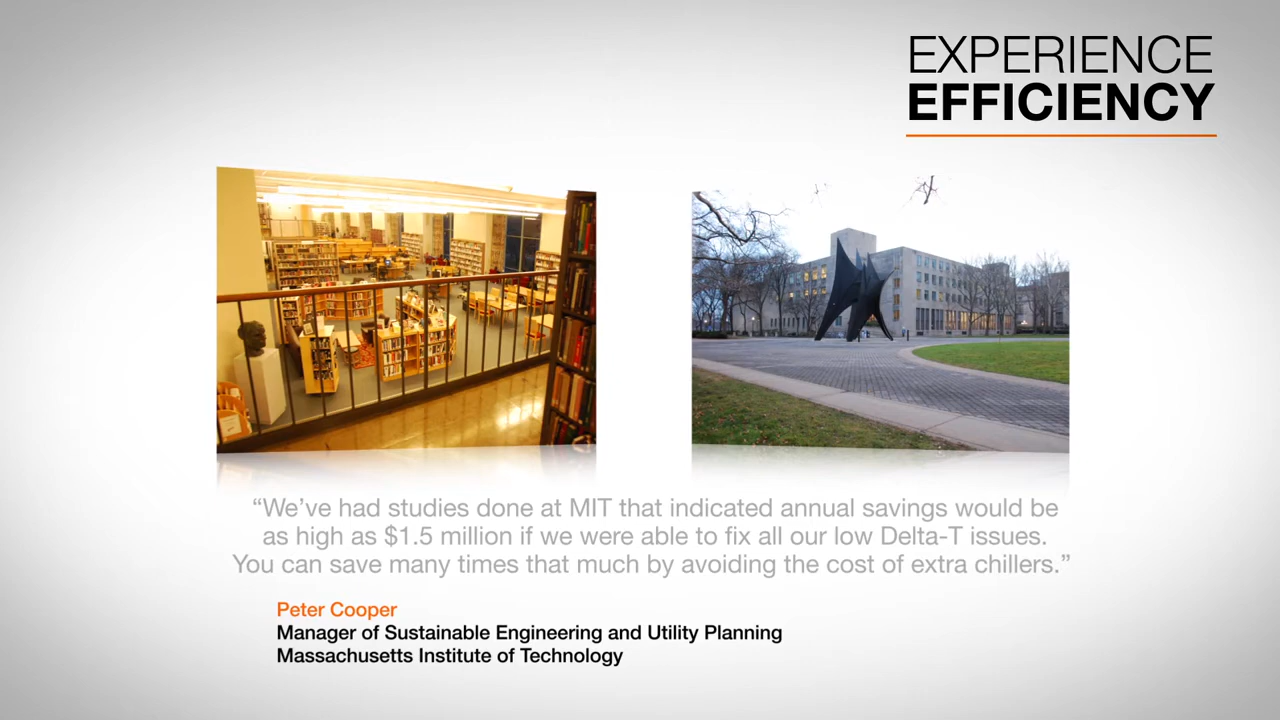 EXPERIENCE
EFFICIENCY
“We’ve had studies done at MIT that indicated annual savings would be
as high as $1.5 million if we were able to fix all our low Delta-T issues.
You can save many times that much by avoiding the cost of extra chillers.”
Peter Cooper
Manager of Sustainable Engineering and Utility Planning
Massachusetts Institute of Technology